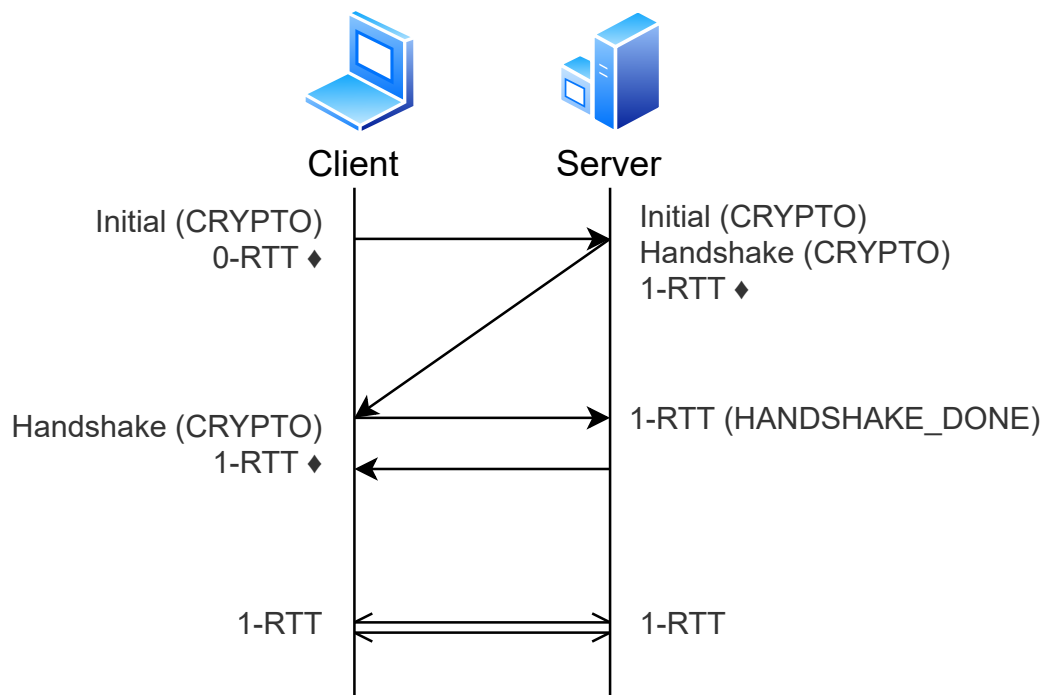 Client
Server
Initial (CRYPTO)
0-RTT ♦
Initial (CRYPTO)
Handshake (CRYPTO)
1-RTT ♦
Handshake (CRYPTO)
1-RTT ♦
1-RTT (HANDSHAKE_DONE)
1-RTT
1-RTT